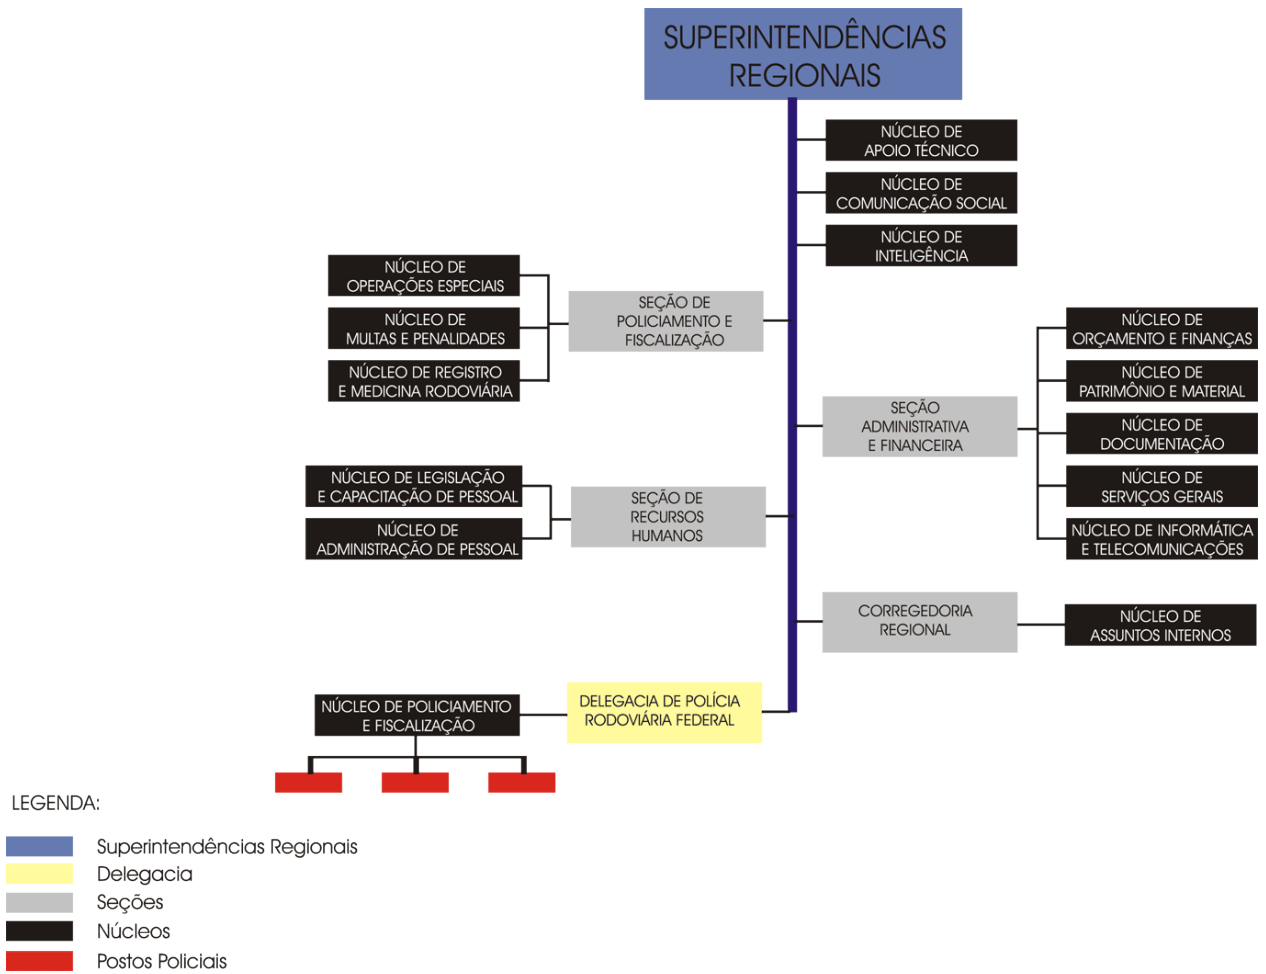 SUPERINTENDÊNCIAS
REGIONAIS
NÚCLEO DE
APOIO TÉCNICO
NÚCLEO DE
COMUNICAÇÃO SOCIAL
NÚCLEO DE
INTELIGÊNCIA
NÚCLEO DE
OPERAÇÕES ESPECIAIS
NÚCLEO DE
MULTAS E PENALIDADES
NÚCLEO DE REGISTRO
E MEDICINA RODOVIÁRIA
SEÇÃO DE
POLICIAMENTO E
FISCALIZAÇÃO
SEÇÃO
ADMINISTRATIVA
E FINANCEIRA
NÚCLEO DE
ORÇAMENTO E FINANÇAS
NÚCLEO DE
PATRIMÔNIO E MATERIAL
NÚCLEO DE
DOCUMENTAÇÃO
NÚCLEO DE
SERVIÇOS GERAIS
NÚCLEO DE INFORMÁTICA
E TELECOMUNICAÇÕES
NÚCLEO DE LEGISLAÇÃO
E CAPACITAÇÃO DE PESSOAL
NÚCLEO DE
ADMINISTRAÇÃO DE PESSOAL
SEÇÃO DE
RECURSOS
HUMANOS
CORREGEDORIA
REGIONAL
NÚCLEO DE
ASSUNTOS INTERNOS
NÚCLEO DE POLICIAMENTO
E FISCALIZAÇÃO
DELEGACIA DE POLÍCIA
RODOVIÁRIA FEDERAL
LEGENDA:
Superintendências Regionais
Delegacia
Seções
Núcleos
Postos Policiais